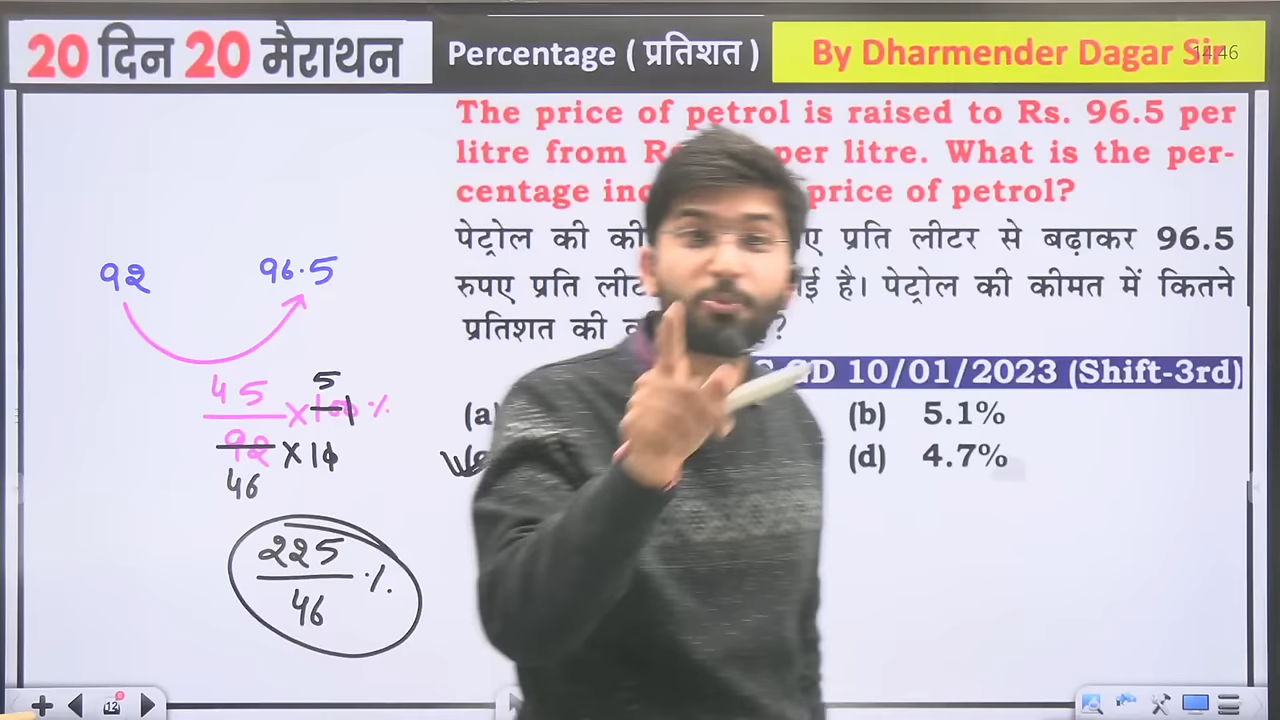 20 दिन 20 मैराथन
Percentage ( प्रतिशत )
By Dharmender Dagar Sir
14:46
The price of petrol is raised to Rs. 96.5 per
litre from per litre. What is the per-
centage price of petrol?
पेट्रोल की प्रति लीटर से बढ़ाकर 96.5
रुपए प्रति है। पेट्रोल की कीमत में कितने
प्रतिशत की ?
GD 10/01/2023 (Shift-3rd)
(a)
(b) 5.1%
(d) 4.7%
92 96.5
45 5
× 100 % 1
92 × 10
46
225
46 %
12